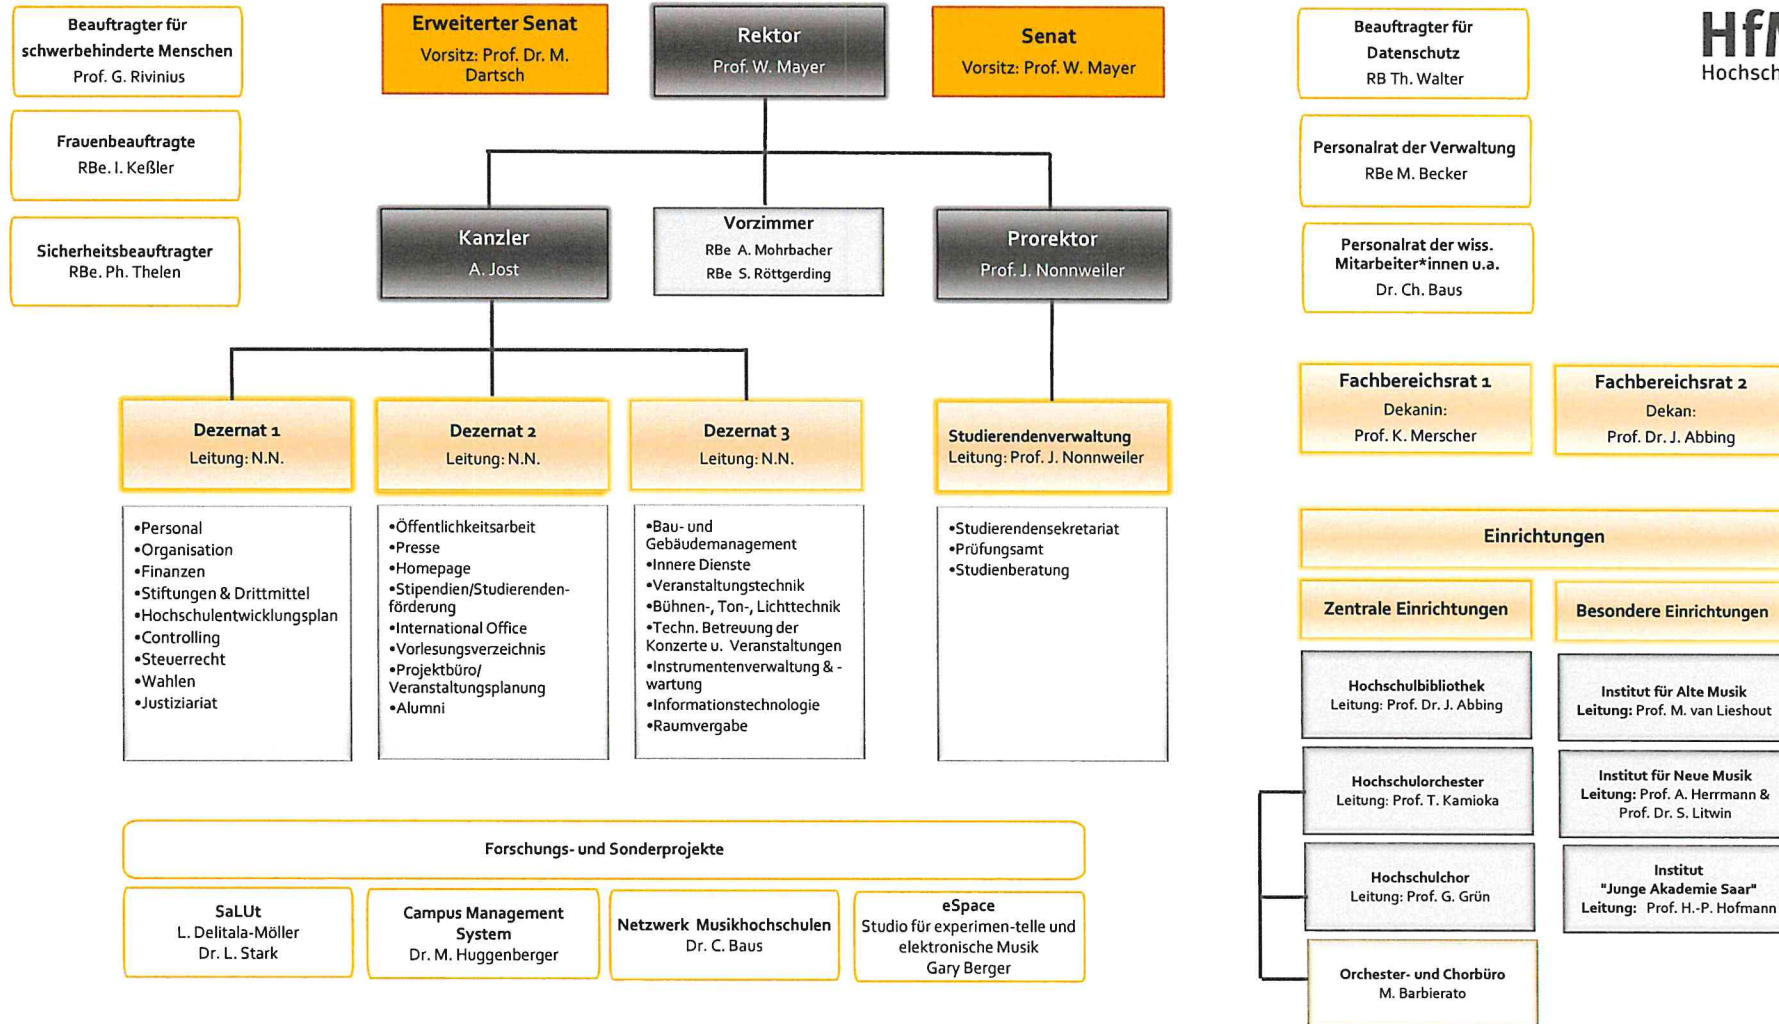 Beauftragter für
schwerbehinderte Menschen
Prof. G. Rivinius
Frauenbeauftragte
RBe. I. Keßler
Sicherheitsbeauftragter
RBe. Ph. Thelen
Erweiterter Senat
Vorsitz: Prof. Dr. M.
Dartsch
Rektor
Prof. W. Mayer
Senat
Vorsitz: Prof. W. Mayer
Kanzler
A. Jost
Vorzimmer
RBe A. Mohrbacher
RBe S. Röttgerding
Prorektor
Prof. J. Nonnweiler
Beauftragter für
Datenschutz
RB Th. Walter
Personalrat der Verwaltung
RBe M. Becker
Personalrat der wiss.
Mitarbeiter*innen u.a.
Dr. Ch. Baus
Hochsch
Dezernat 1
Leitung: N.N.
•Personal
•Organisation
•Finanzen
•Stiftungen & Drittmittel
•Hochschulentwicklungsplan
•Controlling
•Steuerrecht
•Wahlen
•Justiziariat
Dezernat 2
Leitung: N.N.
•Öffentlichkeitsarbeit
•Presse
•Homepage
•Stipendien/Studierenden-
förderung
•International Office
•Vorlesungsverzeichnis
•Projektbüro/
Veranstaltungsplanung
•Alumni
Dezernat 3
Leitung: N.N.
•Bau- und
Gebäudemanagement
•Innere Dienste
•Veranstaltungstechnik
•Bühnen-, Ton-, Lichttechnik
•Techn. Betreuung der
Konzerte u. Veranstaltungen
•Instrumentenverwaltung & -
wartung
•Informationstechnologie
•Raumvergabe
Studierendenverwaltung
Leitung: Prof. J. Nonnweiler
•Studierendensekretariat
•Prüfungsamt
•Studienberatung
Fachbereichsrat 1
Dekanin:
Prof. K. Merscher
Fachbereichsrat 2
Dekan:
Prof. Dr. J. Abbing
Einrichtungen
Zentrale Einrichtungen
Hochschulbibliothek
Leitung: Prof. Dr. J. Abbing
Hochschulorchester
Leitung: Prof. T. Kamioka
Hochschulchor
Leitung: Prof. G. Grün
Orchester- und Chorbüro
M. Barbierato
Besondere Einrichtungen
Institut für Alte Musik
Leitung: Prof. M. van Lieshout
Institut für Neue Musik
Leitung: Prof. A. Herrmann &
Prof. Dr. S. Litwin
Institut
"Junge Akademie Saar"
Leitung: Prof. H.-P. Hofmann
Forschungs- und Sonderprojekte
SaLUt
L. Delitala-Möller
Dr. L. Stark
Campus Management
System
Dr. M. Huggenberger
Netzwerk Musikhochschulen
Dr. C. Baus
eSpace
Studio für experimen-telle und
elektronische Musik
Gary Berger